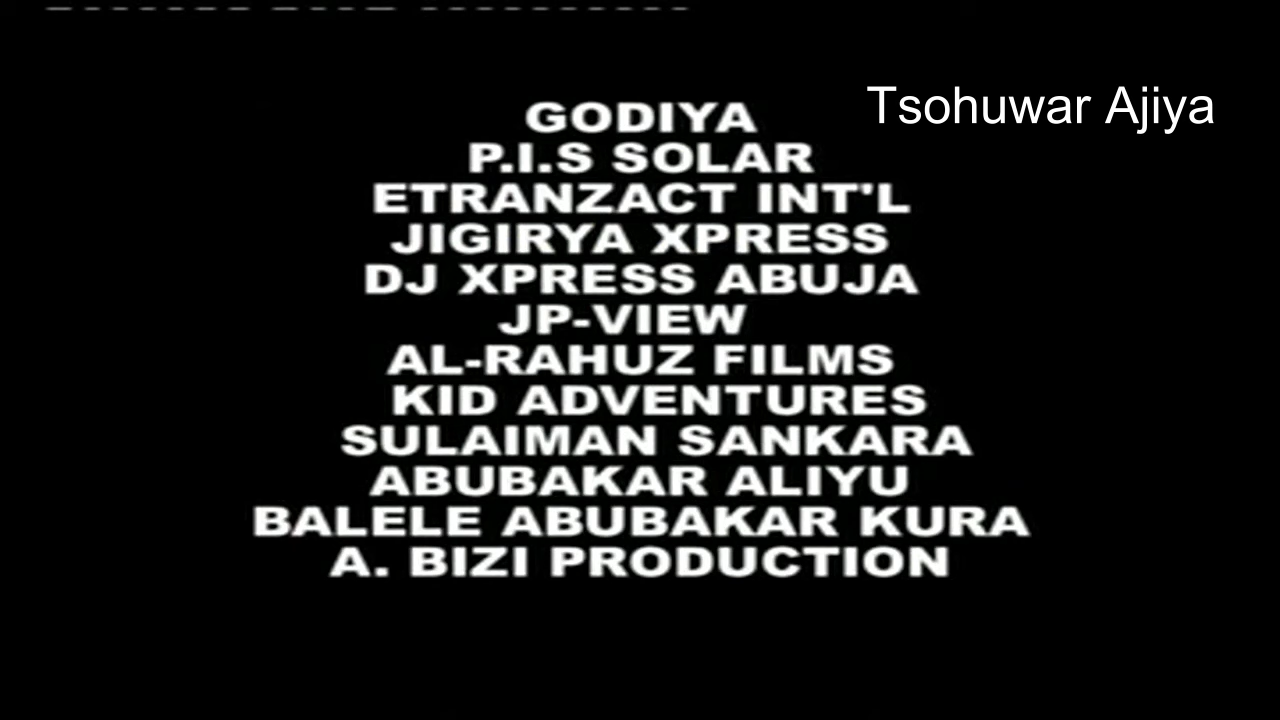 Tsohuwar Ajiya
GODIYA
P.I.S SOLAR
ETRANZACT INT'L
JIGIRYA XPRESS
DJ XPRESS ABUJA
JP-VIEW
AL-RAHUZ FILMS
KID ADVENTURES
SULAIMAN SANKARA
ABUBAKAR ALIYU
BALELE ABUBAKAR KURA
A. BIZI PRODUCTION